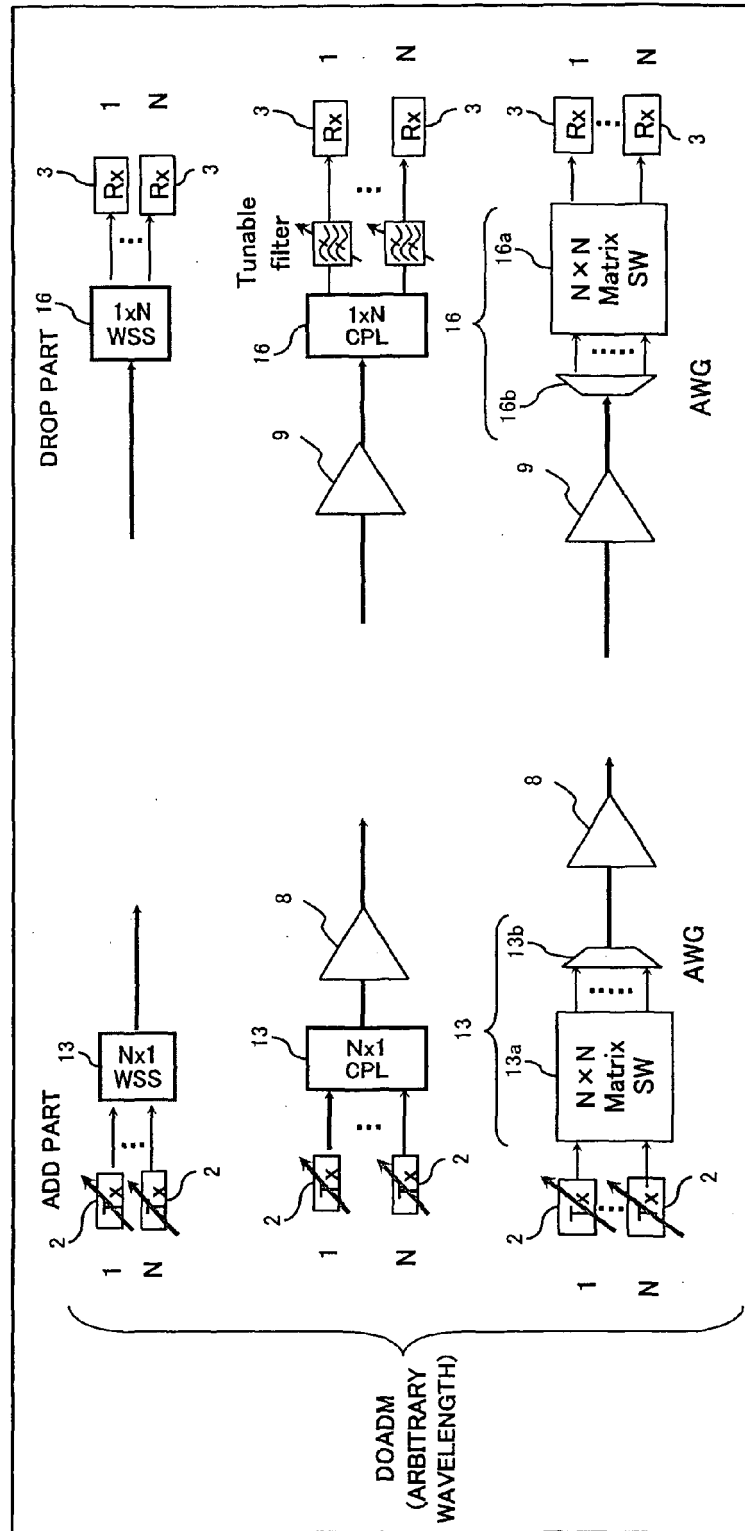 DOADM
(ARBITRARY
WAVELENGTH)
ADD PART
DROP PART
1
N
2
Tx
Tx
2
13
Nx1
WSS
16
1xN
WSS
3
Rx
Rx
3
1
N
1
N
2
Tx
Tx
2
13
Nx1
CPL
8
9
16
1xN
CPL
Tunable
filter
3
Rx
Rx
3
1
N
1
N
2
Tx
Tx
2
13
13a
N×N
Matrix
SW
13b
AWG
8
9
16
16b
AWG
16a
N×N
Matrix
SW
3
Rx
Rx
3
1
N